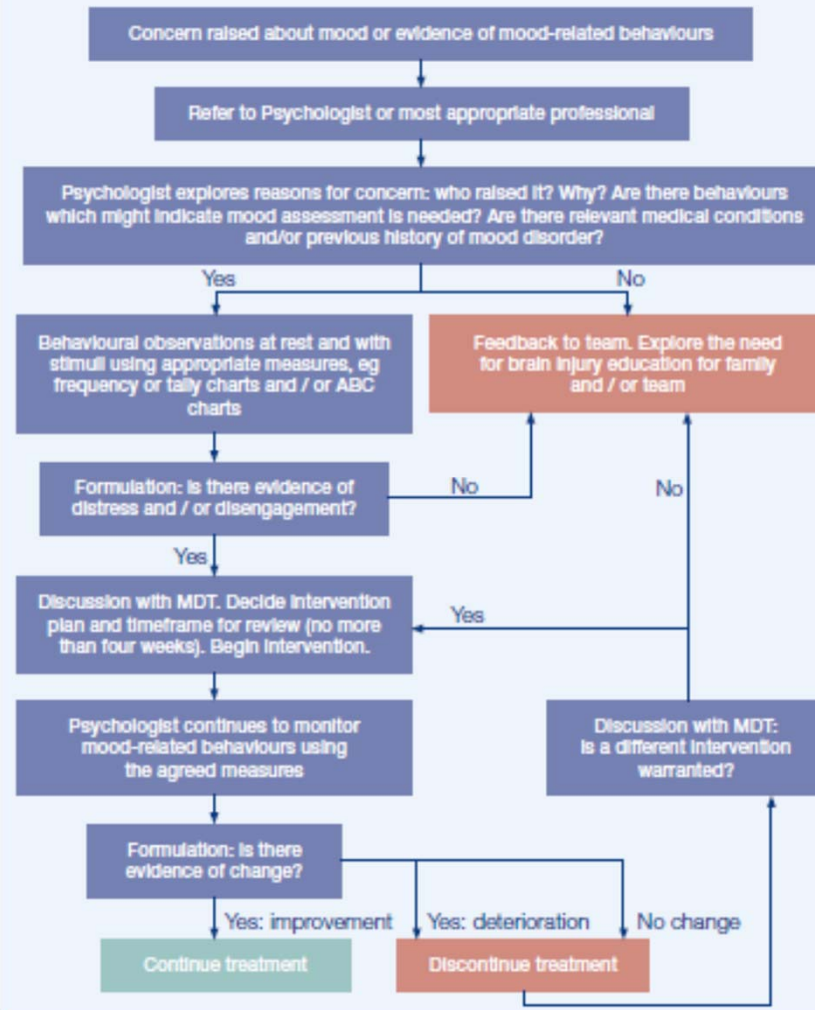 Concern raised about mood or evidence of mood-related behaviours
Refer to Psychologist or most appropriate professional
Psychologist explores reasons for concern: who raised it? Why? Are there behaviours
which might indicate mood assessment is needed? Are there relevant medical conditions
and/or previous history of mood disorder?
Yes
No
Behavioural observations at rest and with
stimuli using appropriate measures, eg
frequency or tally charts and / or ABC
charts
Feedback to team. Explore the need
for brain injury education for family
and / or team
Formulation: Is there evidence of
distress and / or disengagement?
No
No
Yes
Discussion with MDT. Decide intervention
plan and timeframe for review (no more
than four weeks). Begin intervention.
Yes
Psychologist continues to monitor
mood-related behaviours using
the agreed measures
Discussion with MDT:
Is a different intervention
warranted?
Formulation: Is there
evidence of change?
Yes: improvement
Yes: deterioration
No change
Continue treatment
Discontinue treatment